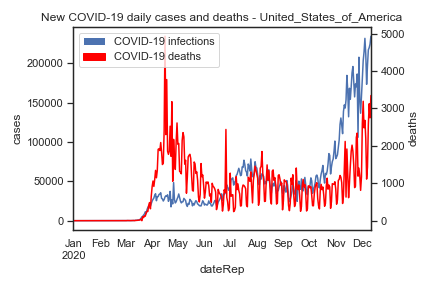 New COVID-19 daily cases and deaths - United_States_of_America
COVID-19 infections
COVID-19 deaths
200000
150000
100000
50000
0
cases
5000
4000
3000
2000
1000
0
deaths
Jan Feb Mar Apr May Jun Jul Aug Sep Oct Nov Dec
2020
dateRep